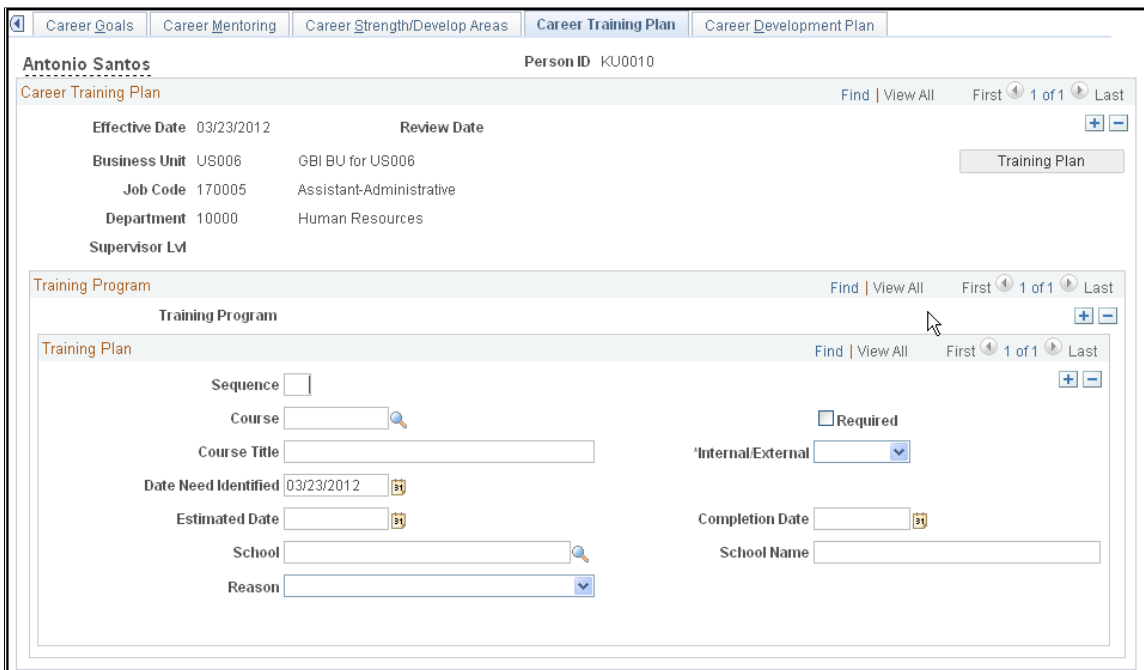 Career Goals Career Mentoring Career Strength/Develop Areas Career Training Plan Career Development Plan
Antonio Santos Person ID KU0010
Career Training Plan Find | View All First 1 of 1 Last
Effective Date 03/23/2012 Review Date
Business Unit US006 GBI BU for US006 Training Plan
Job Code 170005 Assistant-Administrative
Department 10000 Human Resources
Supervisor Lvl
Training Program Find | View All First 1 of 1 Last
Training Program
Training Plan Find | View All First 1 of 1 Last
Sequence
Course Required
Course Title *Internal/External
Date Need Identified 03/23/2012 31
Estimated Date 31 Completion Date 31
School School Name
Reason